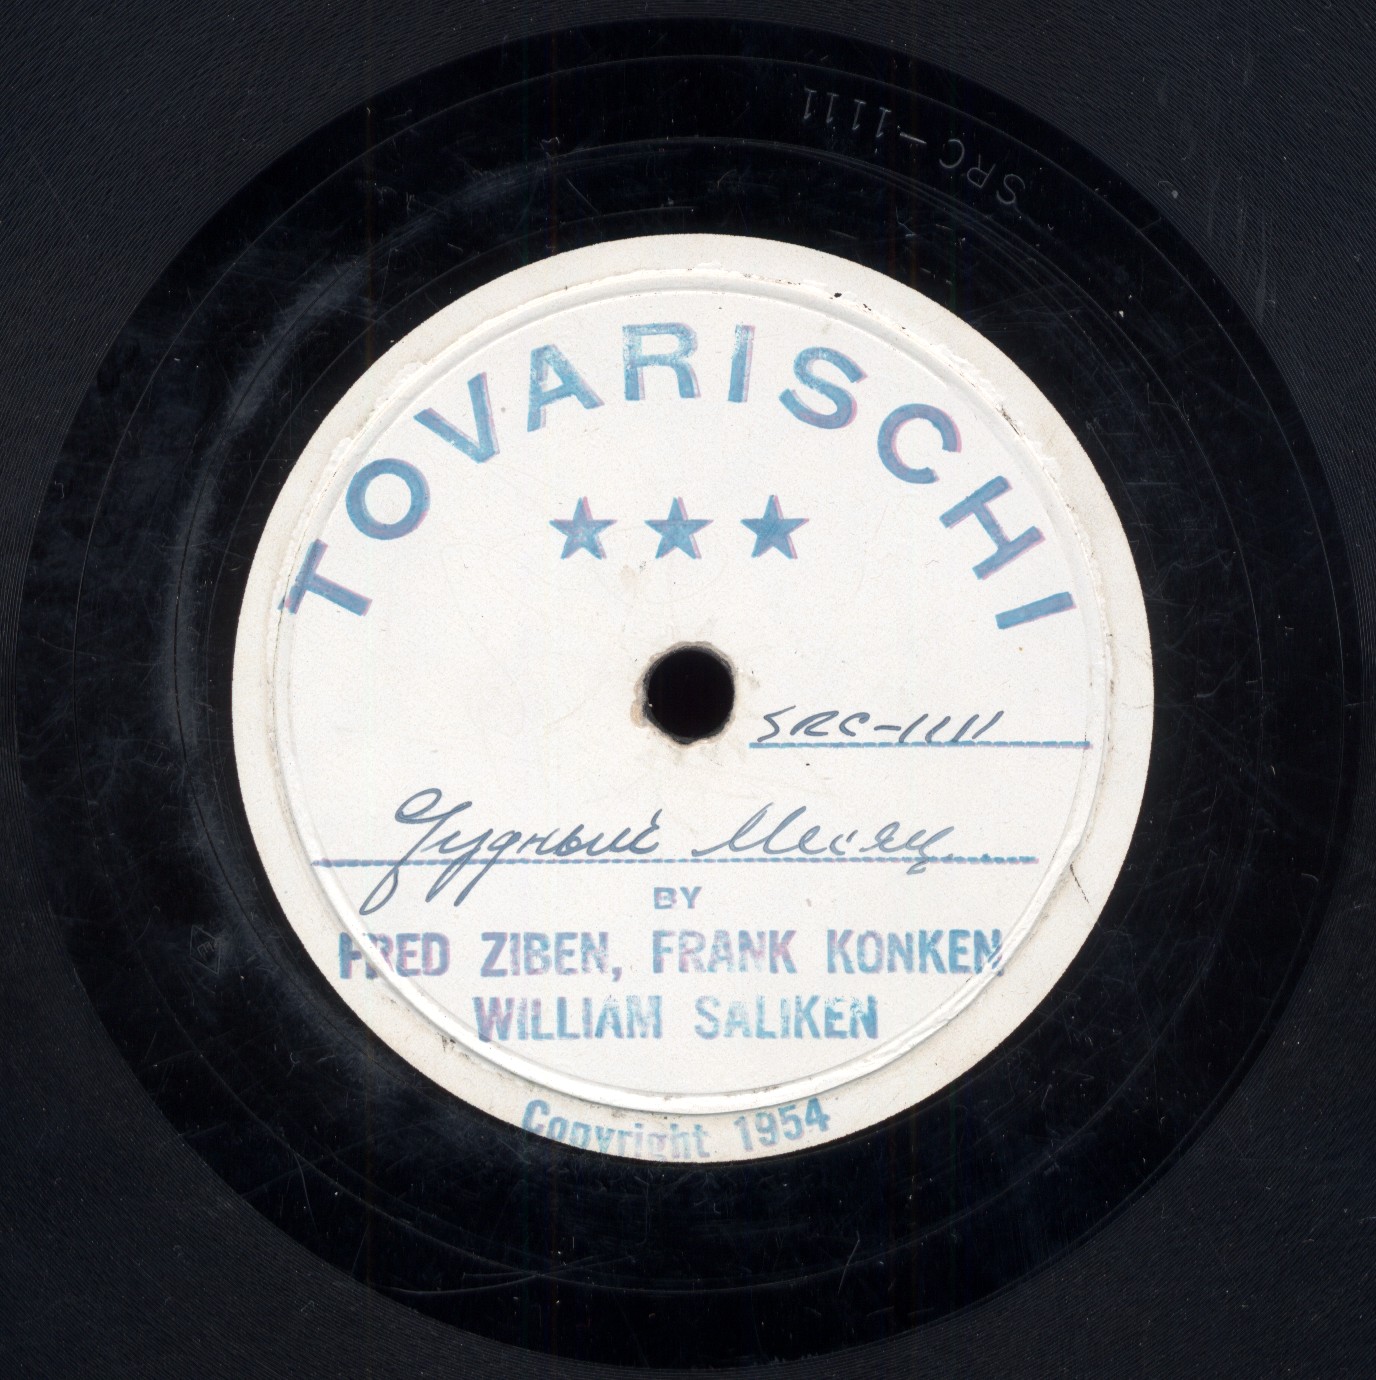 SRC-1111
TOVARISCHI
★ ★ ★
SRC-1111
Чудный Месяц
BY
FRED ZIBEN, FRANK KONKEN
WILLIAM SALIKEN
Copyright 1954